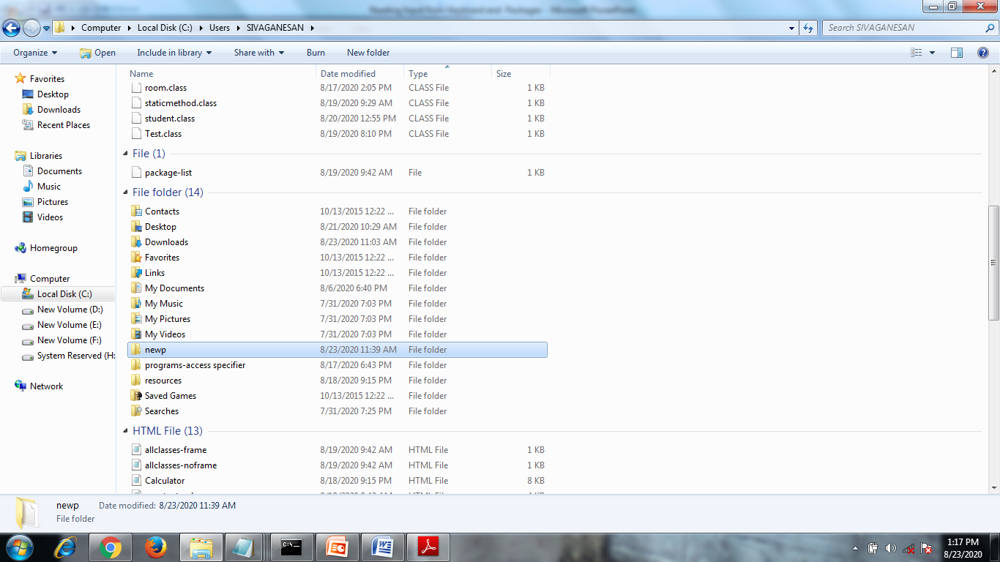 Reading Input from Keyboard and Packages - Microsoft PowerPoint
Computer Local Disk (C:) Users SIVAGANESAN
Search SIVAGANESAN
Organize Open Include in library Share with Burn New folder
Name Date modified Type Size
Favorites
Desktop
Downloads
Recent Places
Libraries
Documents
Music
Pictures
Videos
Homegroup
Computer
Local Disk (C:)
New Volume (D:)
New Volume (E:)
New Volume (F:)
System Reserved (H:
Network
room.class 8/17/2020 2:05 PM CLASS File 1 KB
staticmethod.class 8/19/2020 9:29 AM CLASS File 1 KB
student.class 8/20/2020 12:55 PM CLASS File 1 KB
Test.class 8/19/2020 8:10 PM CLASS File 1 KB
File (1)
package-list 8/19/2020 9:42 AM File 1 KB
File folder (14)
Contacts 10/13/2015 12:22 ... File folder
Desktop 8/21/2020 10:29 AM File folder
Downloads 8/23/2020 11:03 AM File folder
Favorites 10/13/2015 12:22 ... File folder
Links 10/13/2015 12:22 ... File folder
My Documents 8/6/2020 6:40 PM File folder
My Music 7/31/2020 7:03 PM File folder
My Pictures 7/31/2020 7:03 PM File folder
My Videos 7/31/2020 7:03 PM File folder
newp 8/23/2020 11:39 AM File folder
programs-access specifier 8/17/2020 6:43 PM File folder
resources 8/18/2020 9:15 PM File folder
Saved Games 10/13/2015 12:22 ... File folder
Searches 7/31/2020 7:25 PM File folder
HTML File (13)
allclasses-frame 8/19/2020 9:42 AM HTML File 1 KB
allclasses-noframe 8/19/2020 9:42 AM HTML File 1 KB
Calculator 8/18/2020 9:15 PM HTML File 8 KB
newp Date modified: 8/23/2020 11:39 AM
File folder
C:\
1:17 PM
8/23/2020